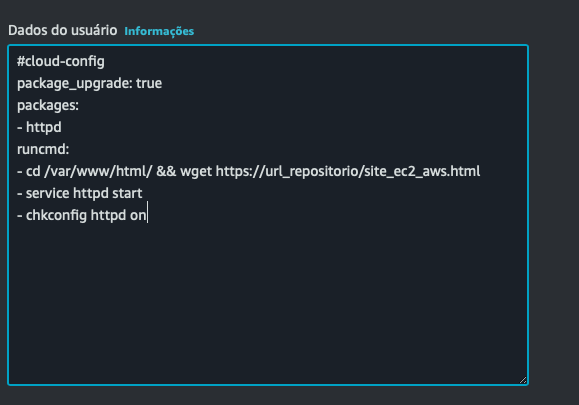 Dados do usuário Informações
#cloud-config
package_upgrade: true
packages:
- httpd
runcmd:
- cd /var/www/html/ && wget https://url_repositorio/site_ec2_aws.html
- service httpd start
- chkconfig httpd on